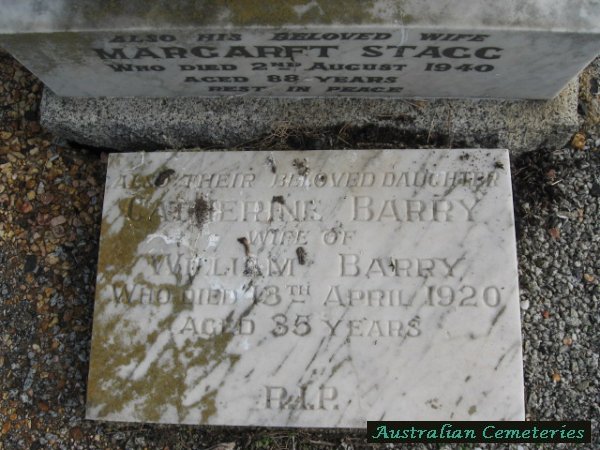 ALSO HIS BELOVED WIFE
MARGARET STAGG
WHO DIED 2ND AUGUST 1940
AGED 88 YEARS
REST IN PEACE
ALSO THEIR BELOVED DAUGHTER
CATHERINE BARRY
WIFE OF
WILLIAM BARRY
WHO DIED 13TH APRIL 1920
AGED 35 YEARS
R.I.P.
Australian Cemeteries